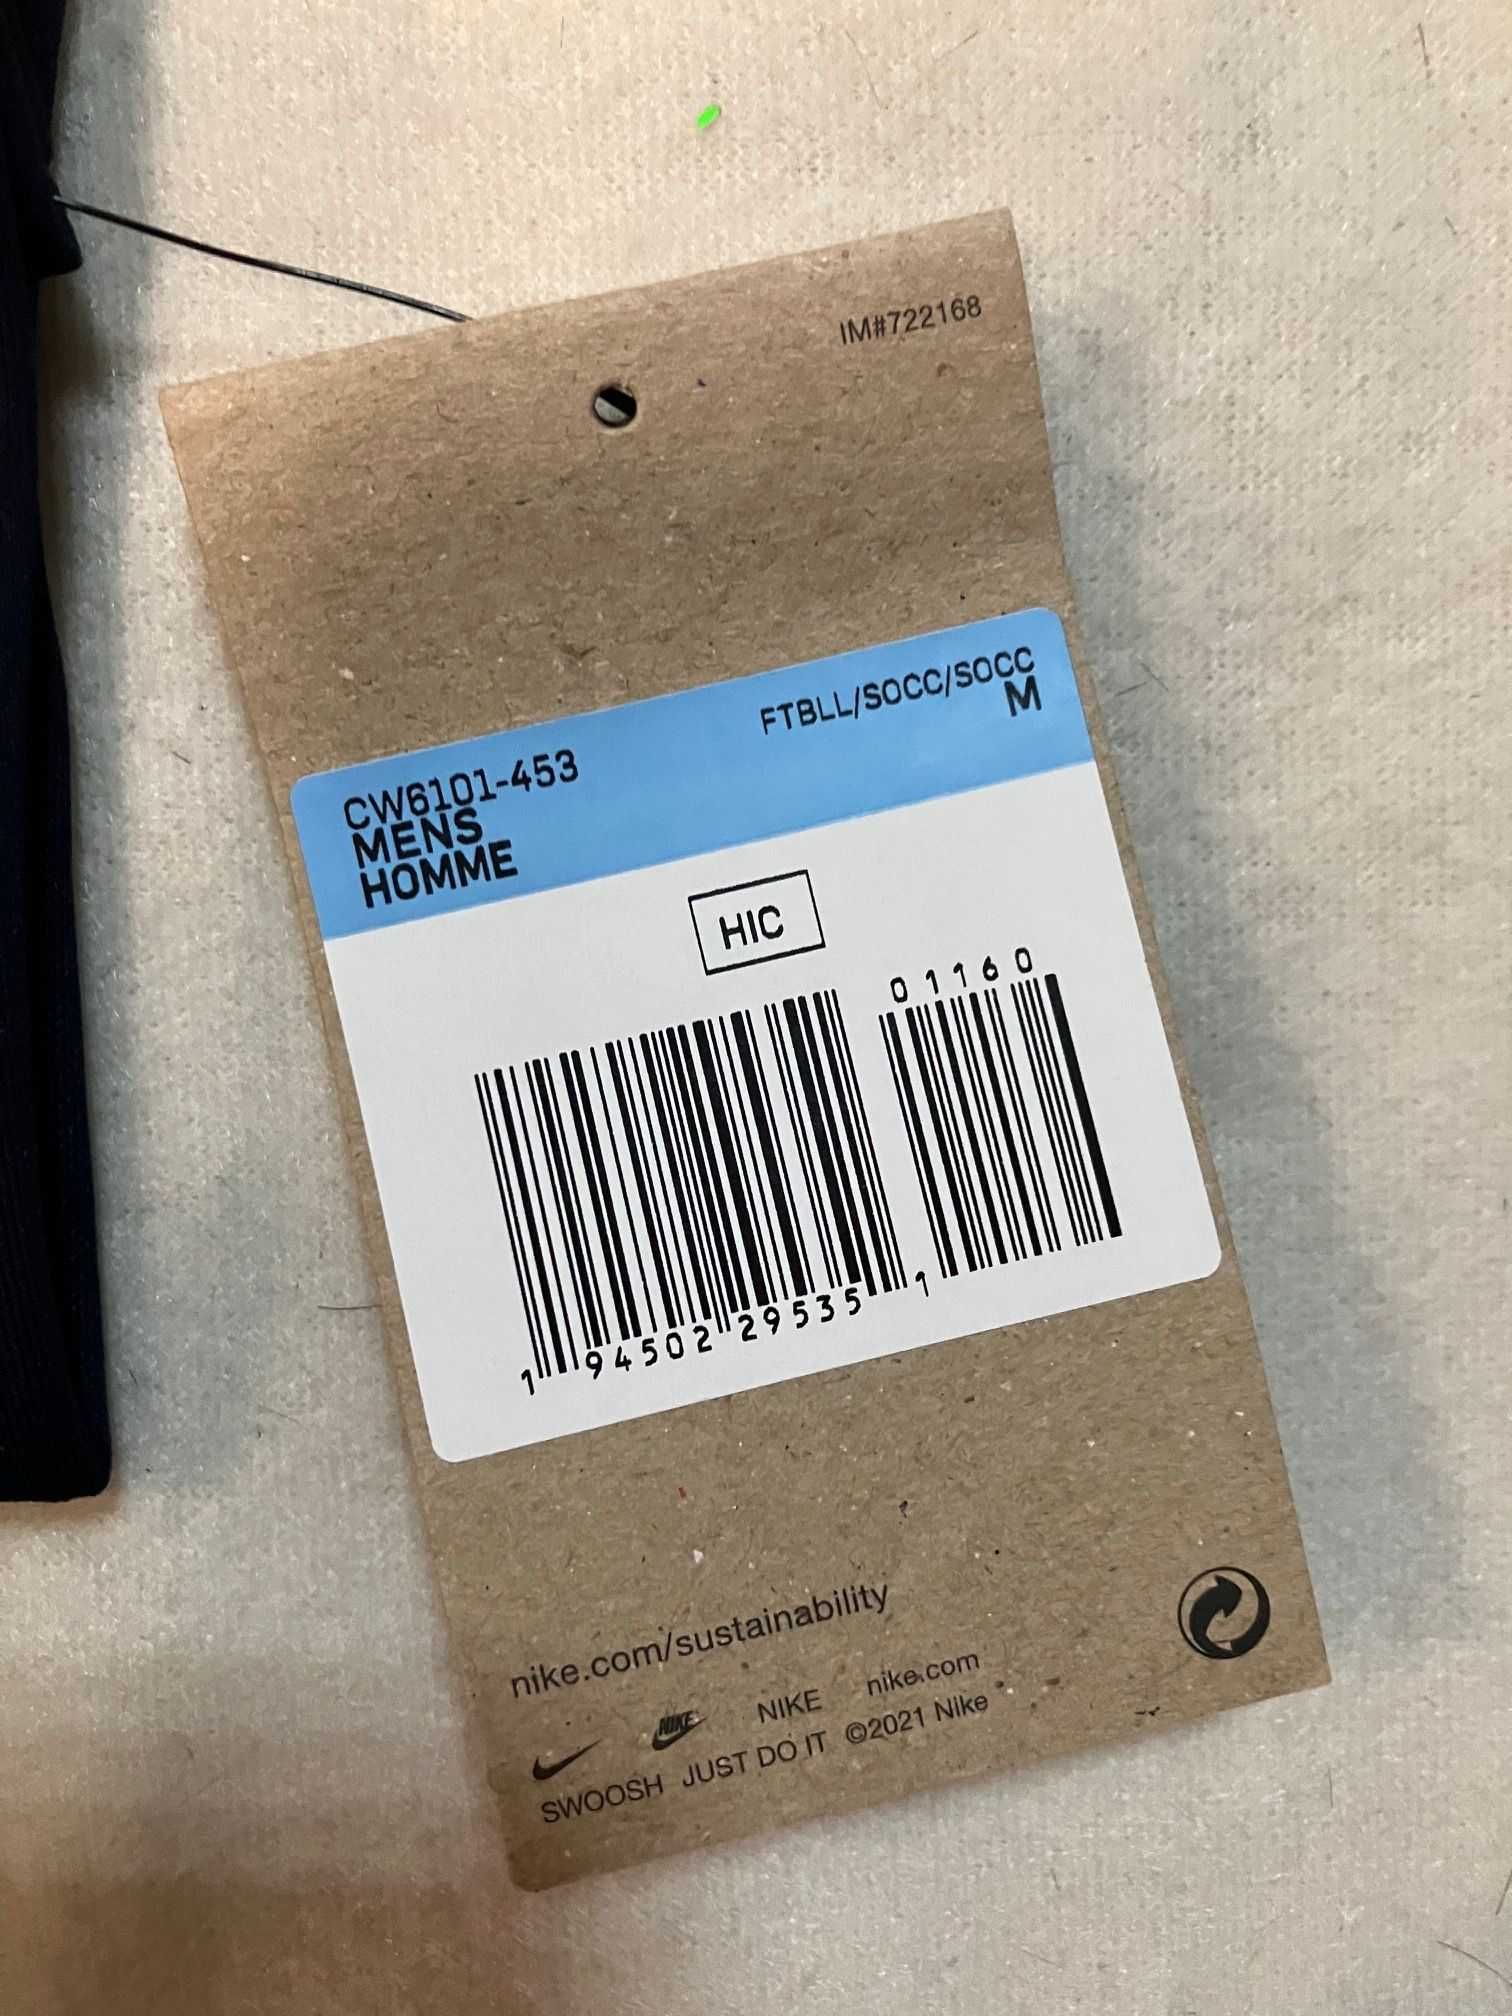 IM#722168
FTBLL/SOCC/SOCC
M
CW6101-453
MENS
HOMME
HIC
01160
1 94502 29535 1
nike.com/sustainability
NIKE NIKE nike.com
SWOOSH JUST DO IT ©2021 Nike